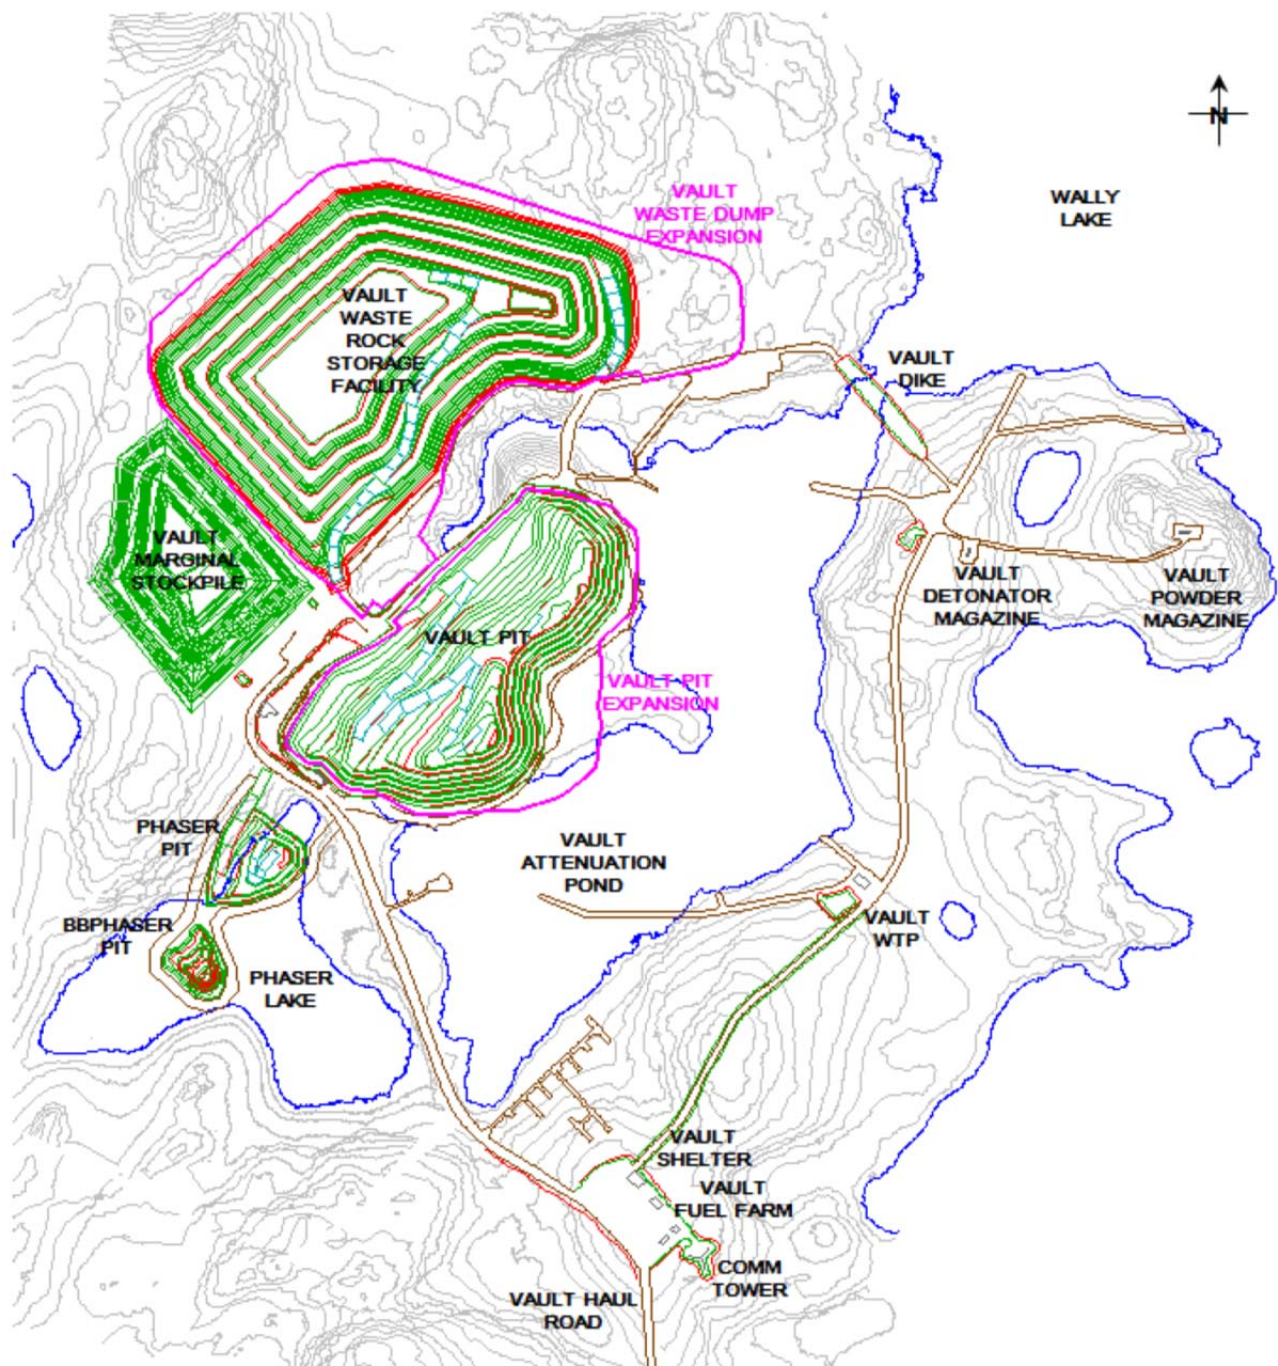 N
WALLY
LAKE
VAULT
WASTE DUMP
EXPANSION
VAULT
WASTE
ROCK
STORAGE
FACILITY
VAULT
DIKE
VAULT
MARGINAL
STOCKPILE
VAULT
DETONATOR
MAGAZINE
VAULT
POWDER
MAGAZINE
VAULT PIT
VAULT PIT
EXPANSION
PHASER
PIT
VAULT
ATTENUATION
POND
BBPHASER
PIT
VAULT
WTP
PHASER
LAKE
VAULT
SHELTER
VAULT
FUEL FARM
COMM
TOWER
VAULT HAUL
ROAD